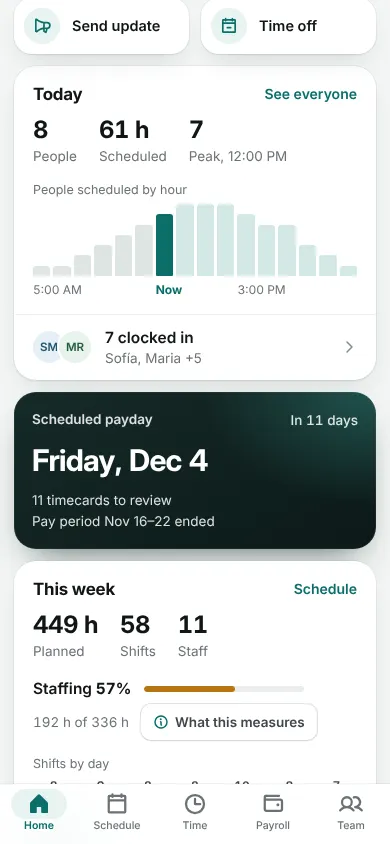 Send update
Time off
Today
See everyone
8
61 h
7
People
Scheduled
Peak, 12:00 PM
People scheduled by hour
5:00 AM
Now
3:00 PM
SM
MR
7 clocked in
Sofía, Maria +5
Scheduled payday
In 11 days
Friday, Dec 4
11 timecards to review
Pay period Nov 16–22 ended
This week
Schedule
449 h
58
11
Planned
Shifts
Staff
Staffing 57%
192 h of 336 h
What this measures
Shifts by day
Home
Schedule
Time
Payroll
Team